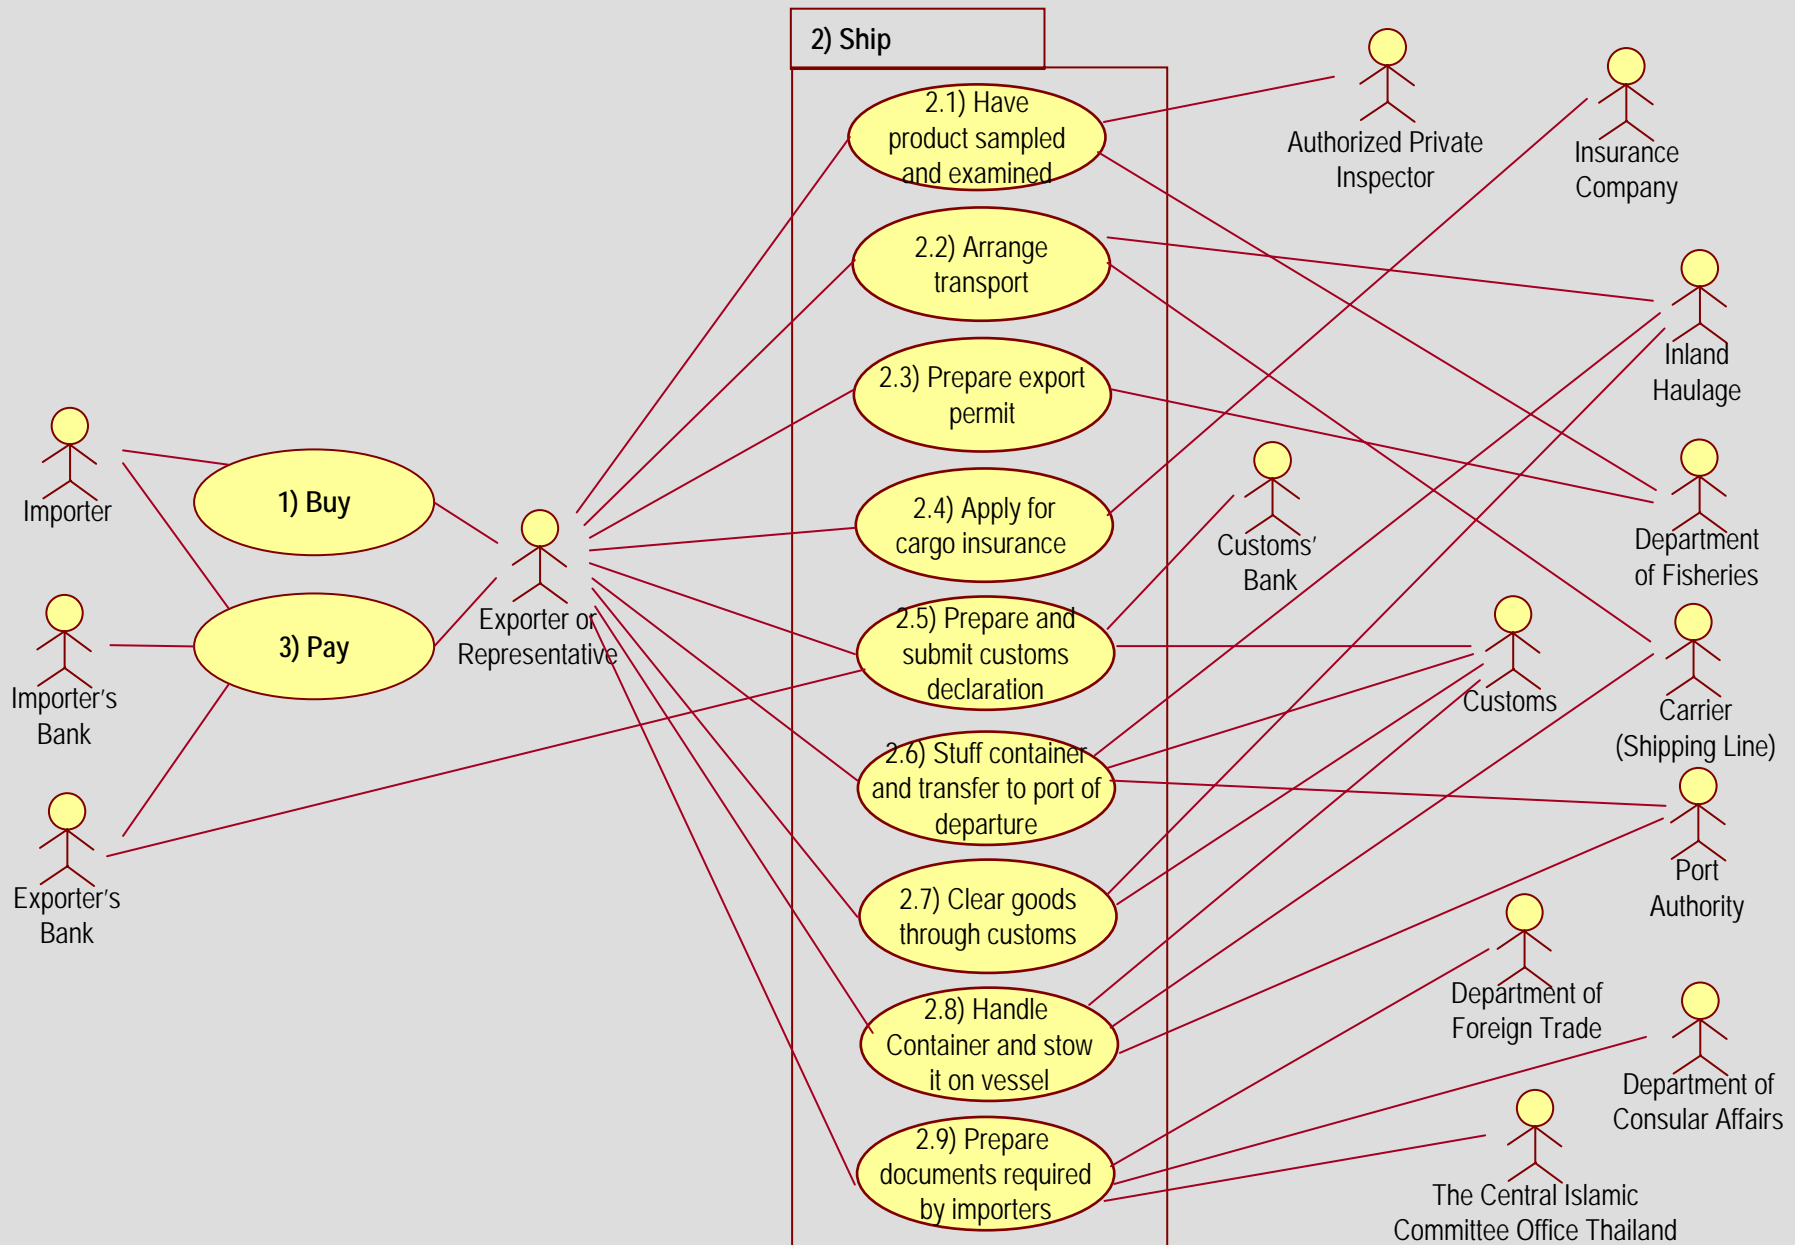 2) Ship
2.1) Have
product sampled
and examined
2.2) Arrange
transport
2.3) Prepare export
permit
2.4) Apply for
cargo insurance
2.5) Prepare and
submit customs
declaration
2.6) Stuff container
and transfer to port of
departure
2.7) Clear goods
through customs
2.8) Handle
Container and stow
it on vessel
2.9) Prepare
documents required
by importers
Importer
Importer's
Bank
Exporter's
Bank
1) Buy
3) Pay
Exporter or
Representative
Authorized Private
Inspector
Insurance
Company
Inland
Haulage
Department
of Fisheries
Customs'
Bank
Customs
Carrier
(Shipping Line)
Port
Authority
Department of
Foreign Trade
Department of
Consular Affairs
The Central Islamic
Committee Office Thailand